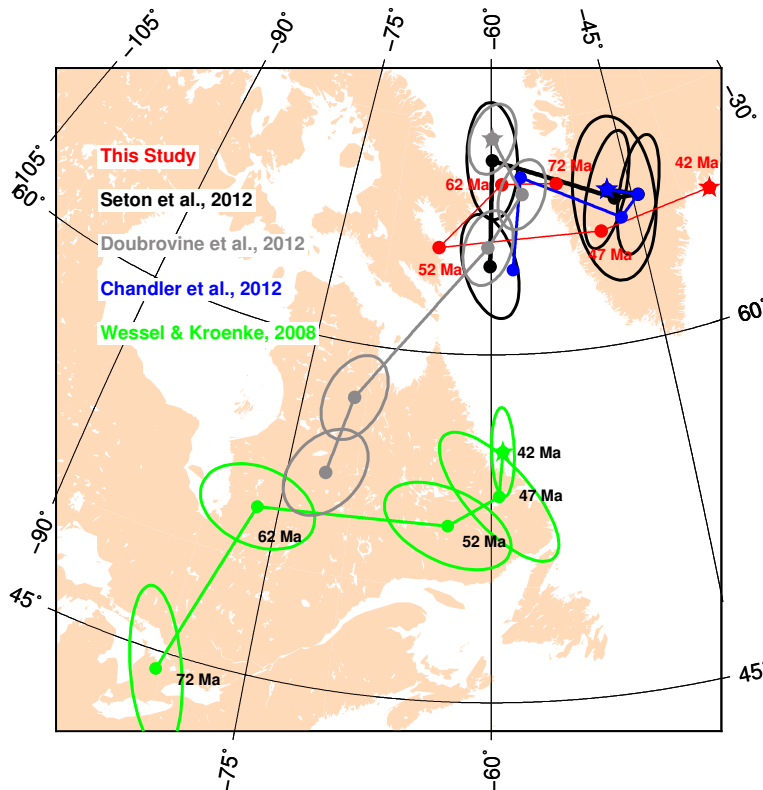 −105˚
−90˚
−75˚
−60˚
−45˚
−30˚
−105˚
60˚
This Study
Seton et al., 2012
Doubrovine et al., 2012
Chandler et al., 2012
Wessel & Kroenke, 2008
72 Ma
42 Ma
62 Ma
52 Ma
47 Ma
60˚
42 Ma
47 Ma
62 Ma
52 Ma
−90˚
45˚
72 Ma
45˚
−75˚
−60˚